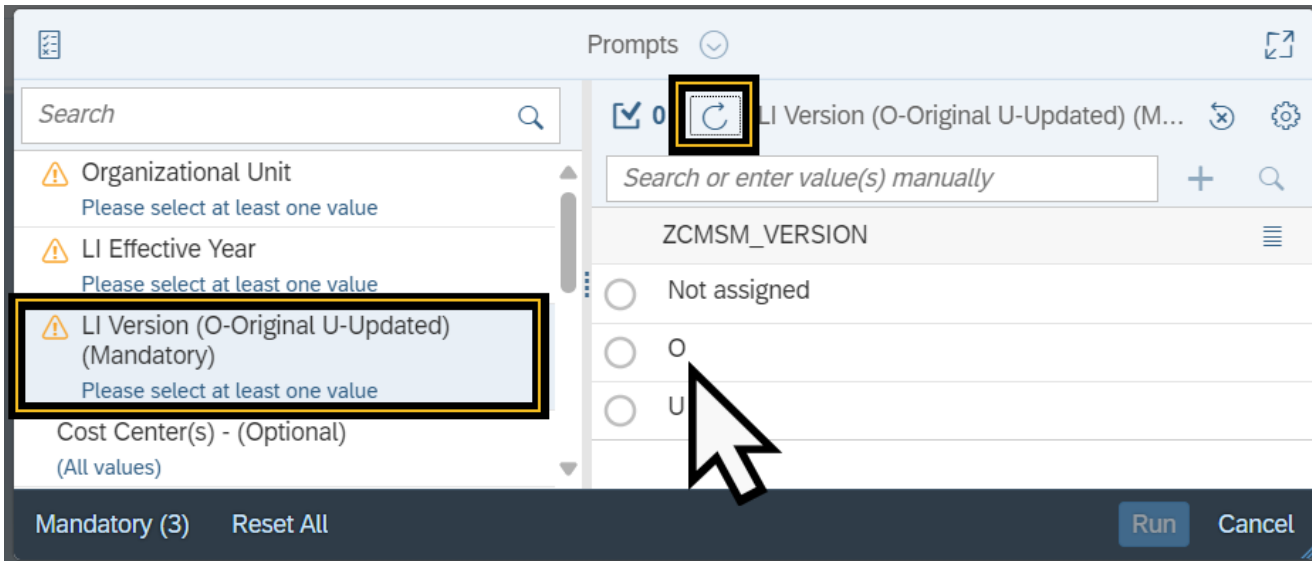 Prompts
Search
Organizational Unit
Please select at least one value
LI Effective Year
Please select at least one value
LI Version (O-Original U-Updated)
(Mandatory)
Please select at least one value
Cost Center(s) - (Optional)
(All values)
0
LI Version (O-Original U-Updated) (M...
Search or enter value(s) manually
ZCMSM_VERSION
Not assigned
O
U
Mandatory (3)
Reset All
Run
Cancel